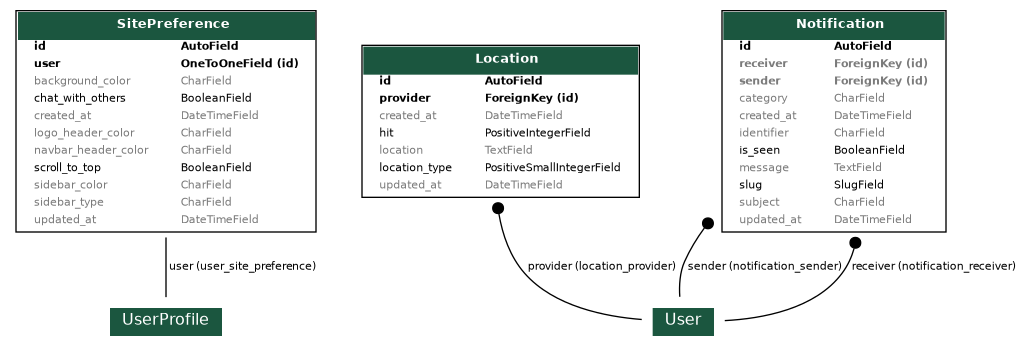 SitePreference
id AutoField
user OneToOneField (id)
background_color CharField
chat_with_others BooleanField
created_at DateTimeField
logo_header_color CharField
navbar_header_color CharField
scroll_to_top BooleanField
sidebar_color CharField
sidebar_type CharField
updated_at DateTimeField
Location
id AutoField
provider ForeignKey (id)
created_at DateTimeField
hit PositiveIntegerField
location TextField
location_type PositiveSmallIntegerField
updated_at DateTimeField
Notification
id AutoField
receiver ForeignKey (id)
sender ForeignKey (id)
category CharField
created_at DateTimeField
identifier CharField
is_seen BooleanField
message TextField
slug SlugField
subject CharField
updated_at DateTimeField
user (user_site_preference)
provider (location_provider)
sender (notification_sender)
receiver (notification_receiver)
UserProfile
User